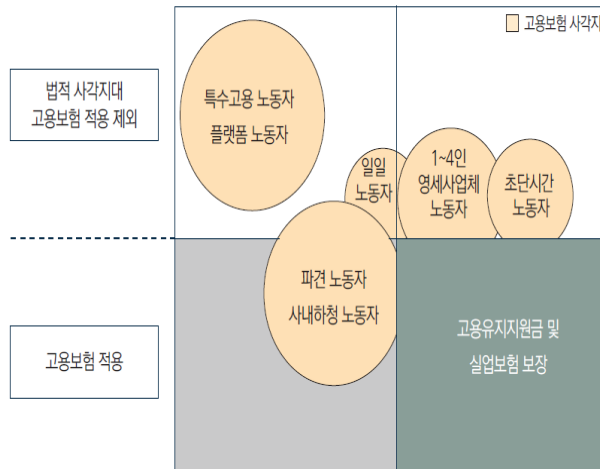 고용보험 사각지
법적 사각지대
고용보험 적용 제외
특수고용 노동자
플랫폼 노동자
일일
노동자
1~4인
영세사업체
노동자
초단시간
노동자
파견 노동자
사내하청 노동자
고용보험 적용
고용유지지원금 및
실업보험 보장